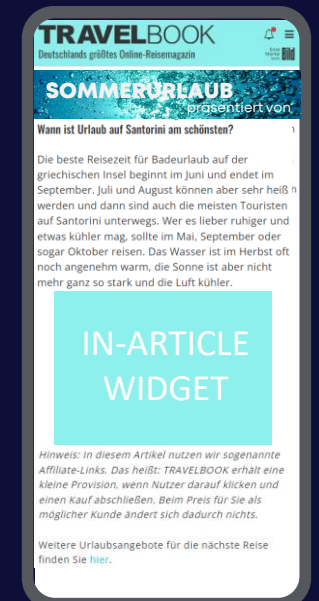 TRAVELBOOK
Deutschlands größtes Online-Reisemagazin
Eine Marke von Bild
SOMMERURLAUB
präsentiert von
Wann ist Urlaub auf Santorini am schönsten?
Die beste Reisezeit für Badeurlaub auf der
griechischen Insel beginnt im Juni und endet im
September. Juli und August können aber sehr heiß
werden und dann sind auch die meisten Touristen
auf Santorini unterwegs. Wer es lieber ruhiger und
etwas kühler mag, sollte im Mai, September oder
sogar Oktober reisen. Das Wasser ist im Herbst oft
noch angenehm warm, die Sonne ist aber nicht
mehr ganz so stark und die Luft kühler.
IN-ARTICLE
WIDGET
Hinweis: In diesem Artikel nutzen wir sogenannte
Affiliate-Links. Das heißt: TRAVELBOOK erhält eine
kleine Provision, wenn Nutzer darauf klicken und
einen Kauf abschließen. Beim Preis für Sie als
möglicher Kunde ändert sich dadurch nichts.
Weitere Urlaubsangebote für die nächste Reise
finden Sie hier.